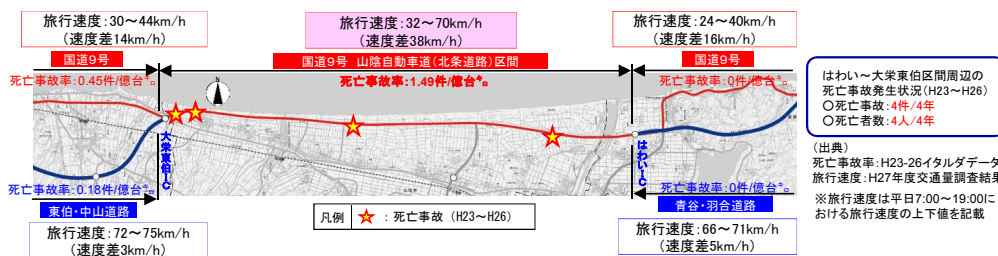 旅行速度：30～44km/h
（速度差14km/h）
旅行速度：32～70km/h
（速度差38km/h）
旅行速度：24～40km/h
（速度差16km/h）
国道9号
国道9号 山陰自動車道（北条道路）区間
国道9号
死亡事故率：0.45件/億台㌔
死亡事故率：1.49件/億台㌔
死亡事故率：0件/億台㌔
N
大栄東伯IC
はわいIC
死亡事故率：0.18件/億台㌔
死亡事故率：0件/億台㌔
東伯・中山道路
青谷・羽合道路
旅行速度：72～75km/h
（速度差3km/h）
凡例 ：死亡事故（H23～H26）
旅行速度：66～71km/h
（速度差5km/h）
はわい～大栄東伯区間周辺の
死亡事故発生状況（H23～H26）
○死亡事故：4件/4年
○死亡者数：4人/4年
（出典）
死亡事故率：H23-26イタルダデータ
旅行速度：H27年度交通量調査結果
※旅行速度は平日7:00～19:00に
おける旅行速度の上下値を記載